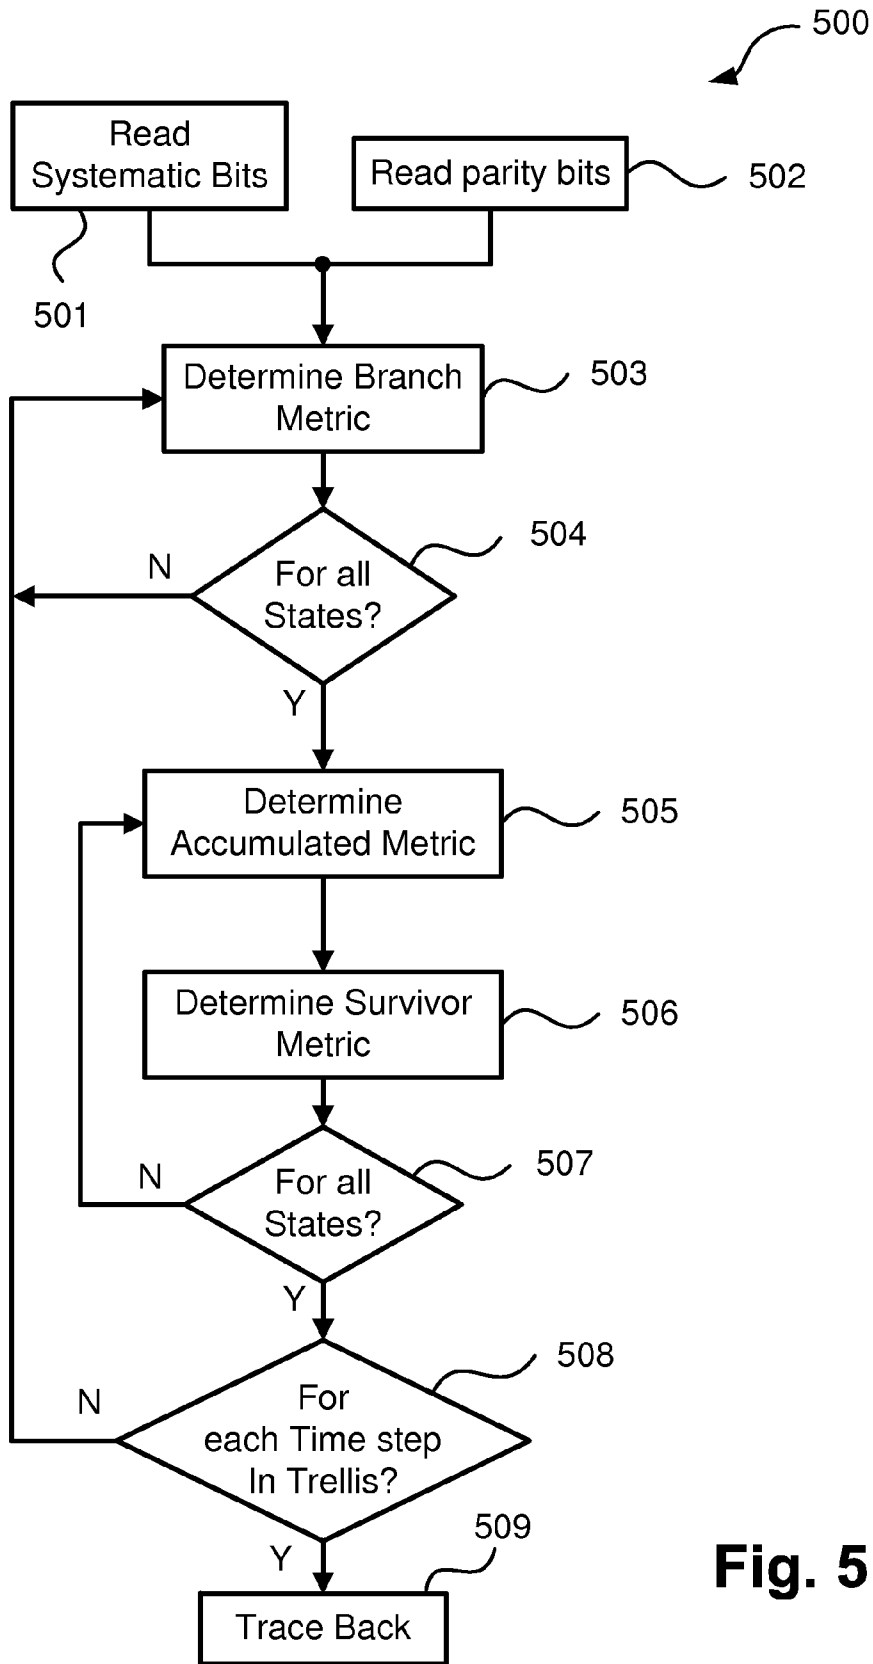 500
Read
Systematic Bits
Read parity bits
502
501
Determine Branch
Metric
503
504
For all
States?
N
Y
Determine
Accumulated Metric
505
Determine Survivor
Metric
506
507
For all
States?
N
Y
508
For
each Time step
In Trellis?
N
Y
509
Trace Back
Fig. 5